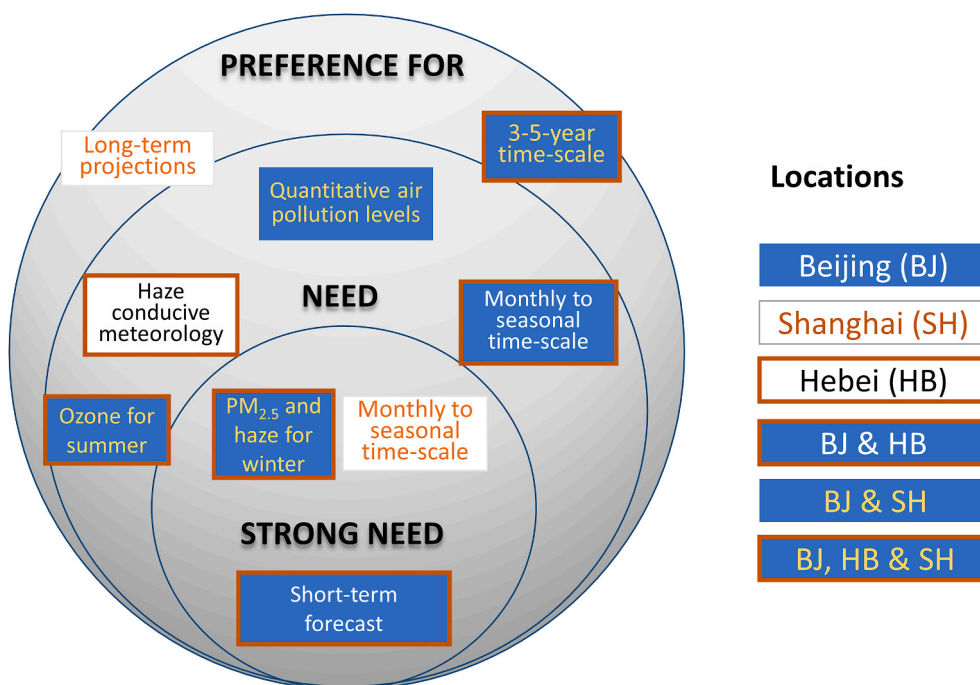 PREFERENCE FOR
Long-term
projections
3-5-year
time-scale
Quantitative air
pollution levels
Haze
conducive
meteorology
NEED
Monthly to
seasonal
time-scale
Ozone for
summer
PM₂.₅ and
haze for
winter
Monthly to
seasonal
time-scale
STRONG NEED
Short-term
forecast
Locations
Beijing (BJ)
Shanghai (SH)
Hebei (HB)
BJ & HB
BJ & SH
BJ, HB & SH